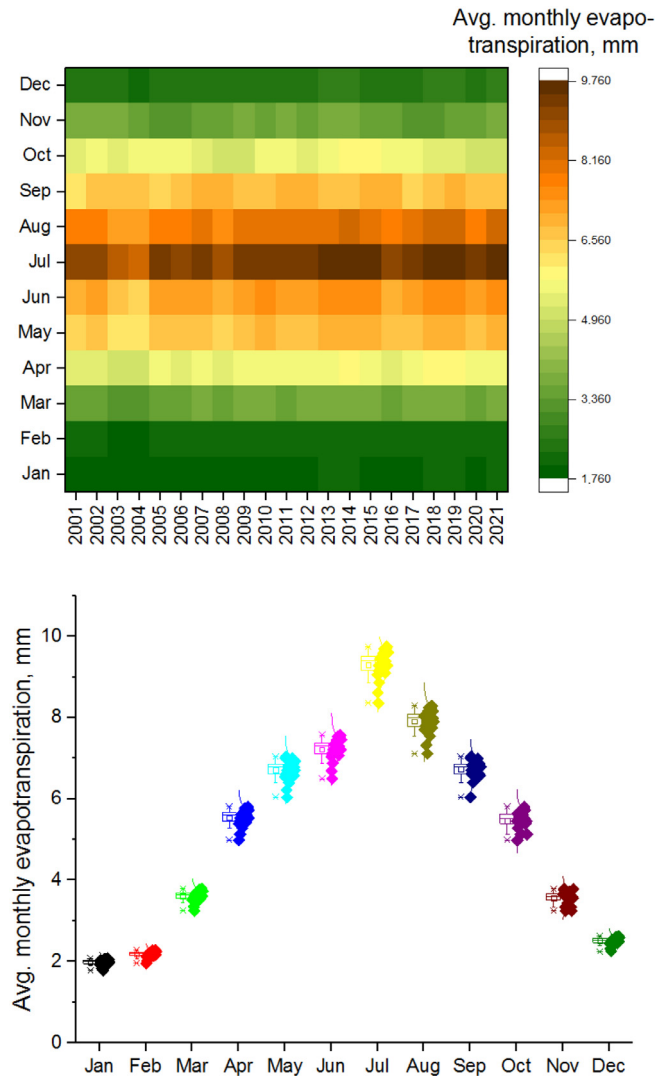 Avg. monthly evapo-
transpiration, mm
Dec
Nov
Oct
Sep
Aug
Jul
Jun
May
Apr
Mar
Feb
Jan
9.760
8.160
6.560
4.960
3.360
1.760
2001
2002
2003
2004
2005
2006
2007
2008
2009
2010
2011
2012
2013
2014
2015
2016
2017
2018
2019
2020
2021
Avg. monthly evapotranspiration, mm
10
8
6
4
2
0
Jan Feb Mar Apr May Jun Jul Aug Sep Oct Nov Dec